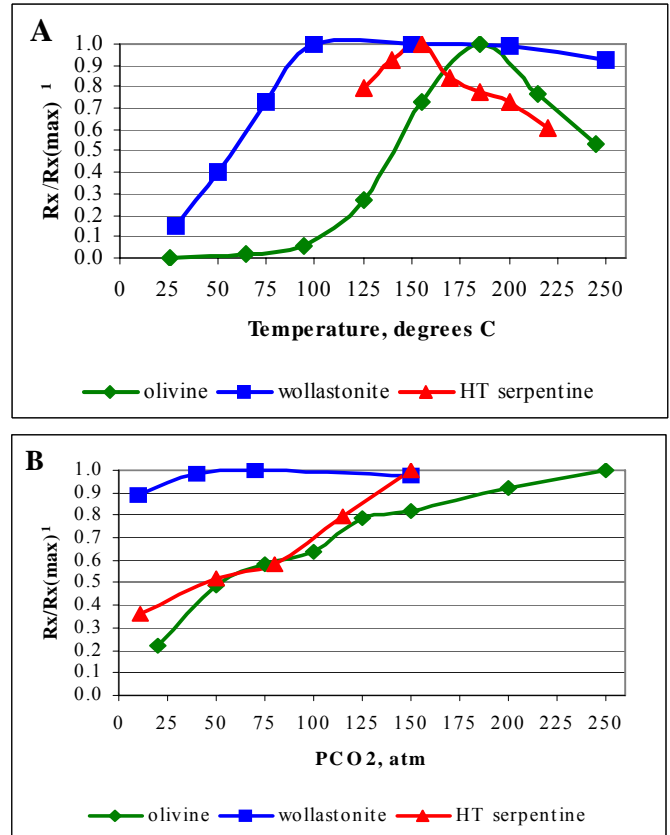 A
Rx/Rx(max) ¹
1.0
0.9
0.8
0.7
0.6
0.5
0.4
0.3
0.2
0.1
0.0
0 25 50 75 100 125 150 175 200 225 250
Temperature, degrees C
olivine wollastonite HT serpentine
B
Rx/Rx(max)¹
1.0
0.9
0.8
0.7
0.6
0.5
0.4
0.3
0.2
0.1
0.0
0 25 50 75 100 125 150 175 200 225 250
PCO2, atm
olivine wollastonite HT serpentine